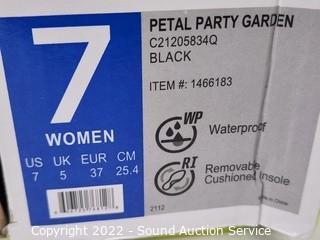 7
WOMEN
US UK EUR CM
7 5 37 25.4
PETAL PARTY GARDEN
C21205834Q
BLACK
ITEM #: 1466183
WP
Waterproof
RI
Removable
Cushioned Insole
2112
Copyright 2022 - Sound Auction Service